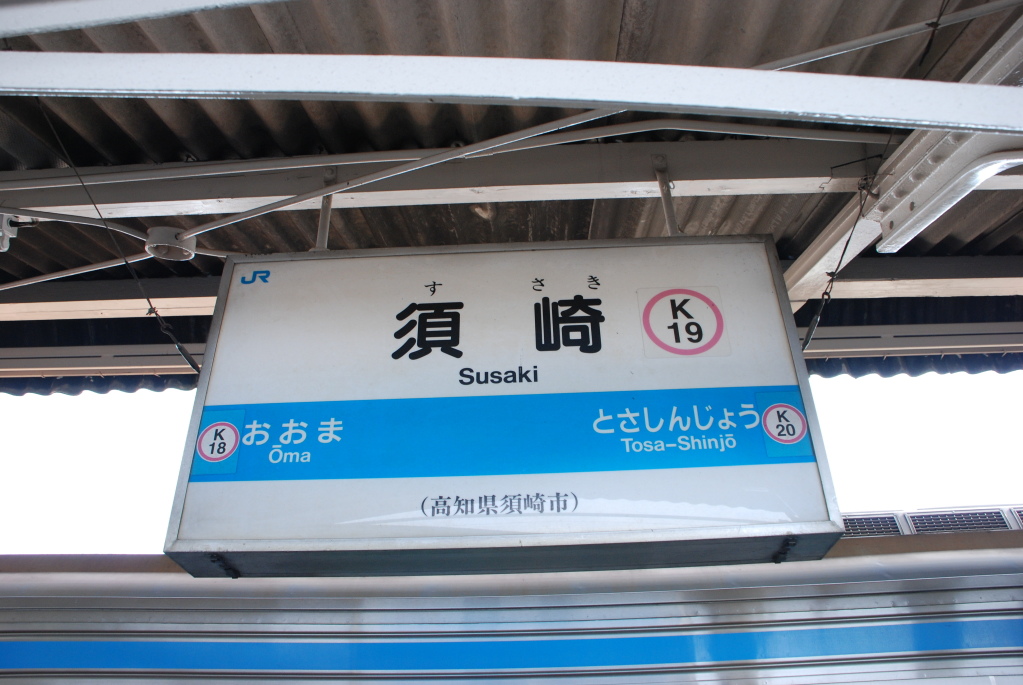 JR
す さき
須 崎
K
19
Susaki
K
18
おおま
Ōma
とさしんじょう
Tosa-Shinjō
K
20
(高知県須崎市)